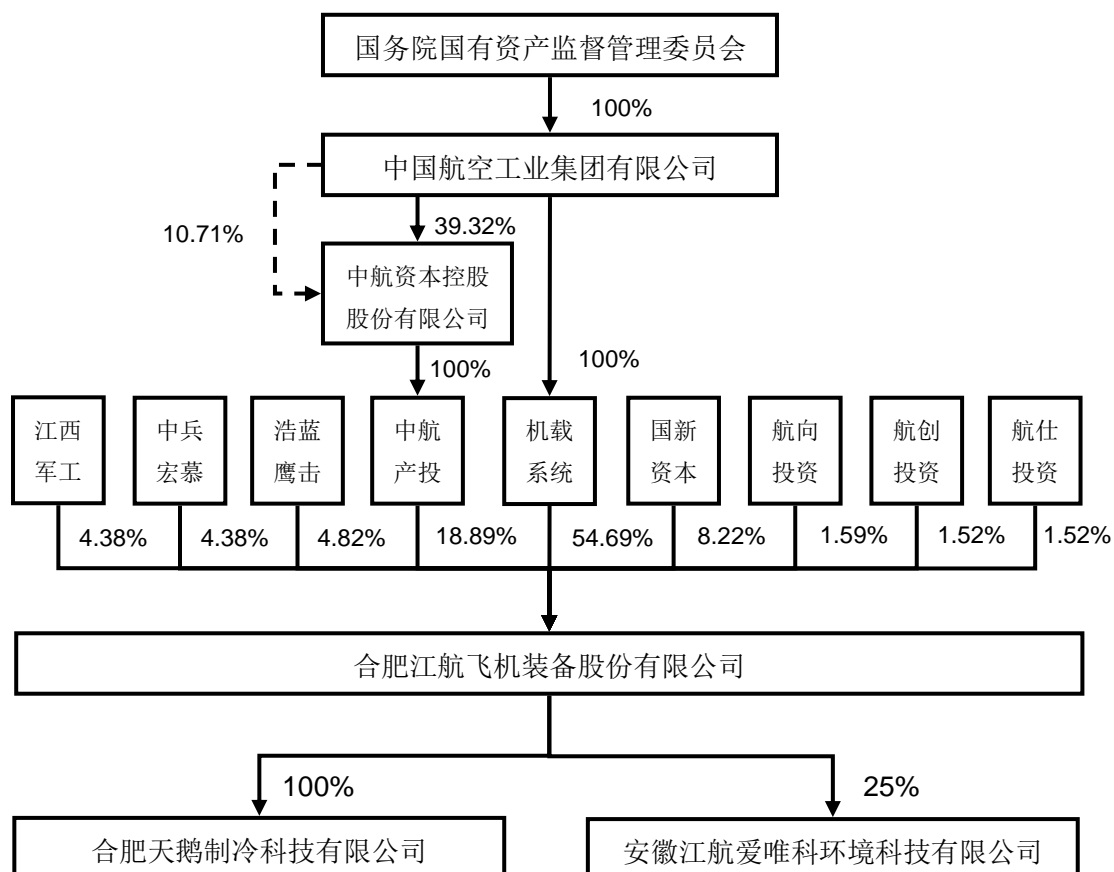 国务院国有资产监督管理委员会
100%
中国航空工业集团有限公司
10.71%
39.32%
中航资本控股
股份有限公司
100%
100%
江西
军工
中兵
宏慕
浩蓝
鹰击
中航
产投
机载
系统
国新
资本
航向
投资
航创
投资
航仕
投资
4.38%
4.38%
4.82%
18.89%
54.69%
8.22%
1.59%
1.52%
1.52%
合肥江航飞机装备股份有限公司
100%
25%
合肥天鹅制冷科技有限公司
安徽江航爱唯科环境科技有限公司